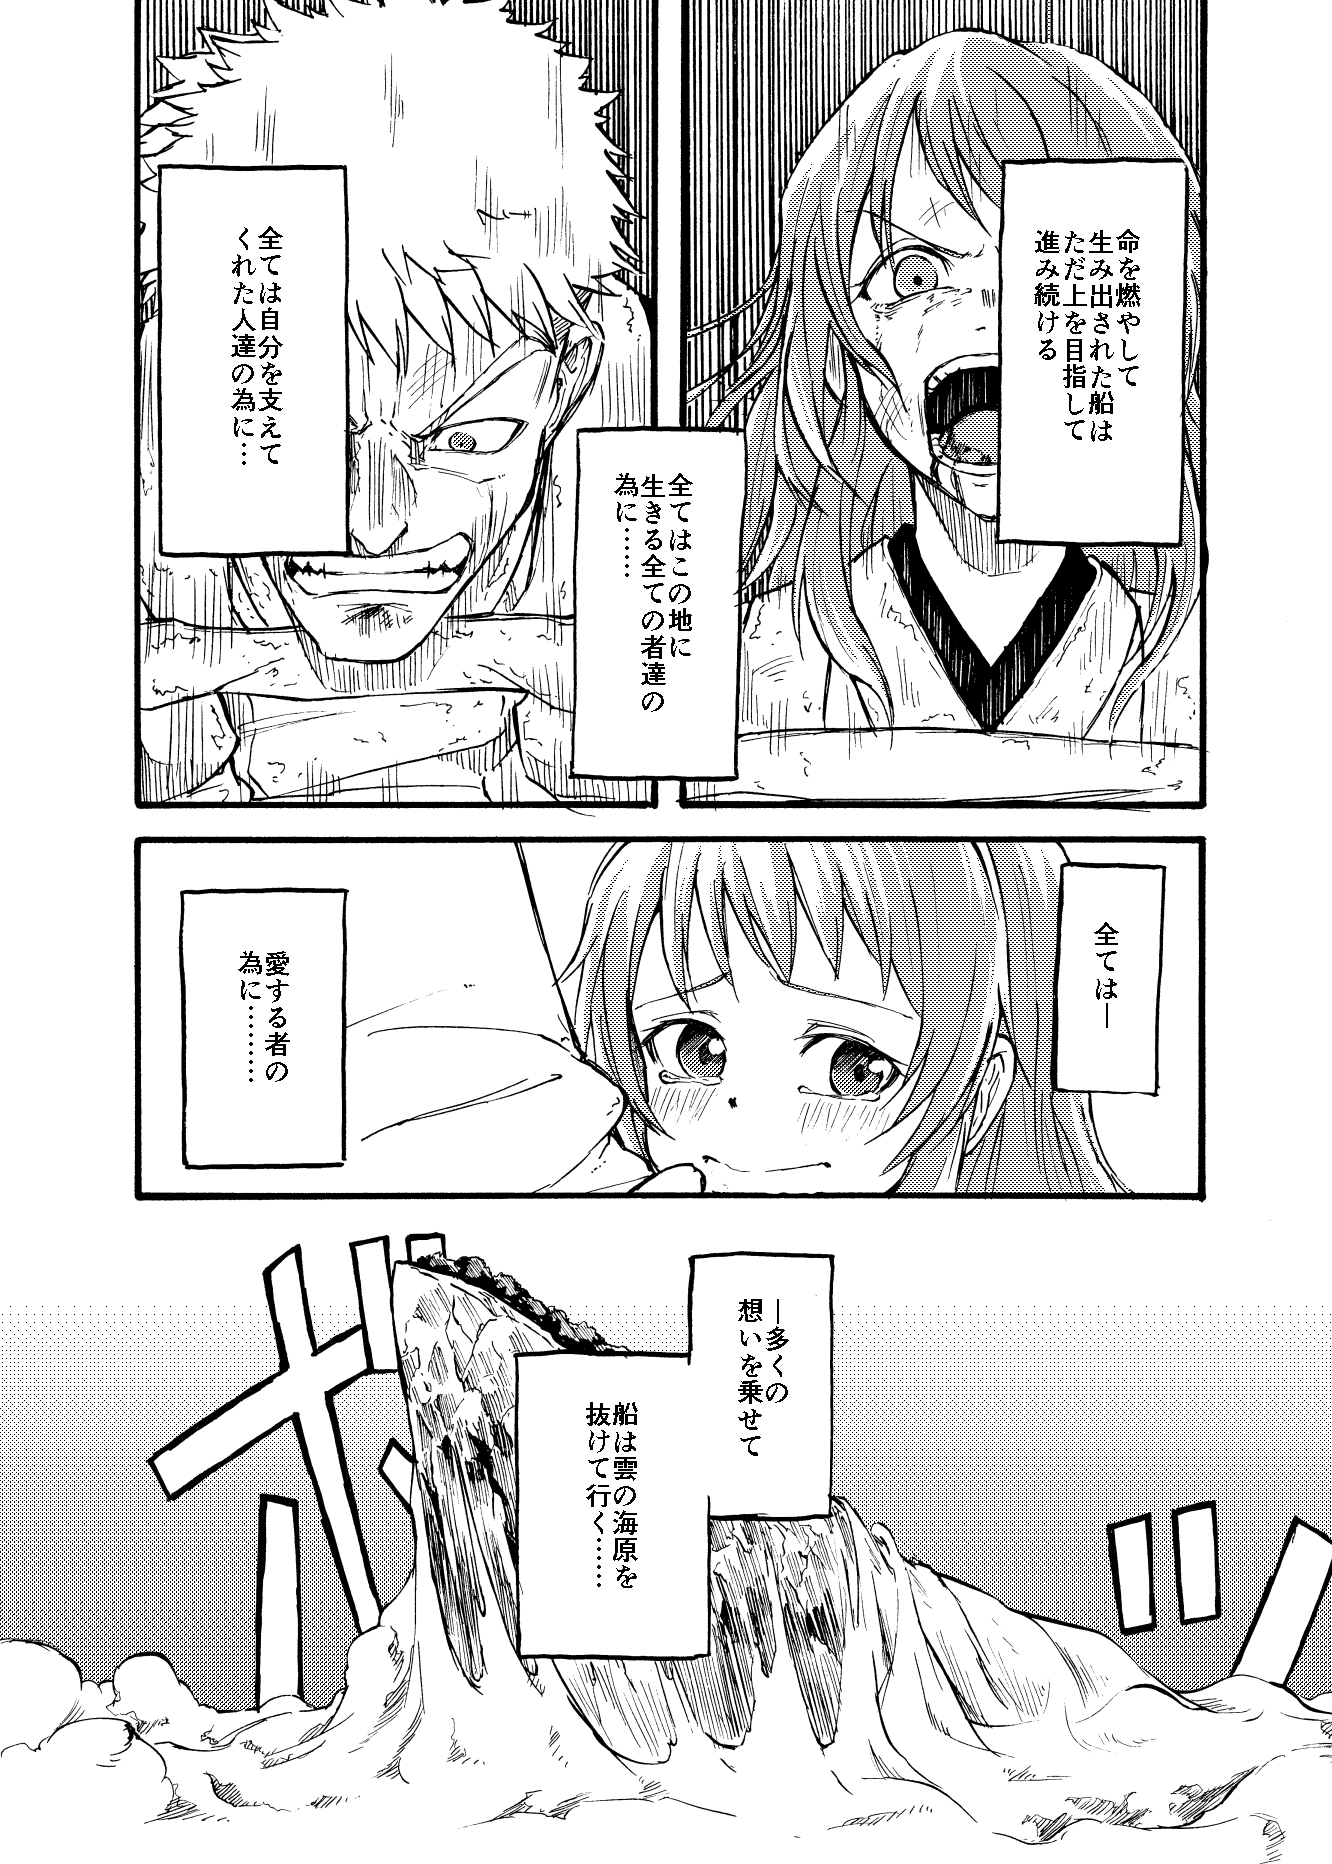 命を燃やして
生み出された船は
ただ上を目指して
進み続ける
全てはこの地に
生きる全ての者達の
為に……
全ては自分を支えて
くれた人達の為に…
全ては―
愛する者の
為に………
―多くの
想いを乗せて
船は雲の海原を
抜けて行く……